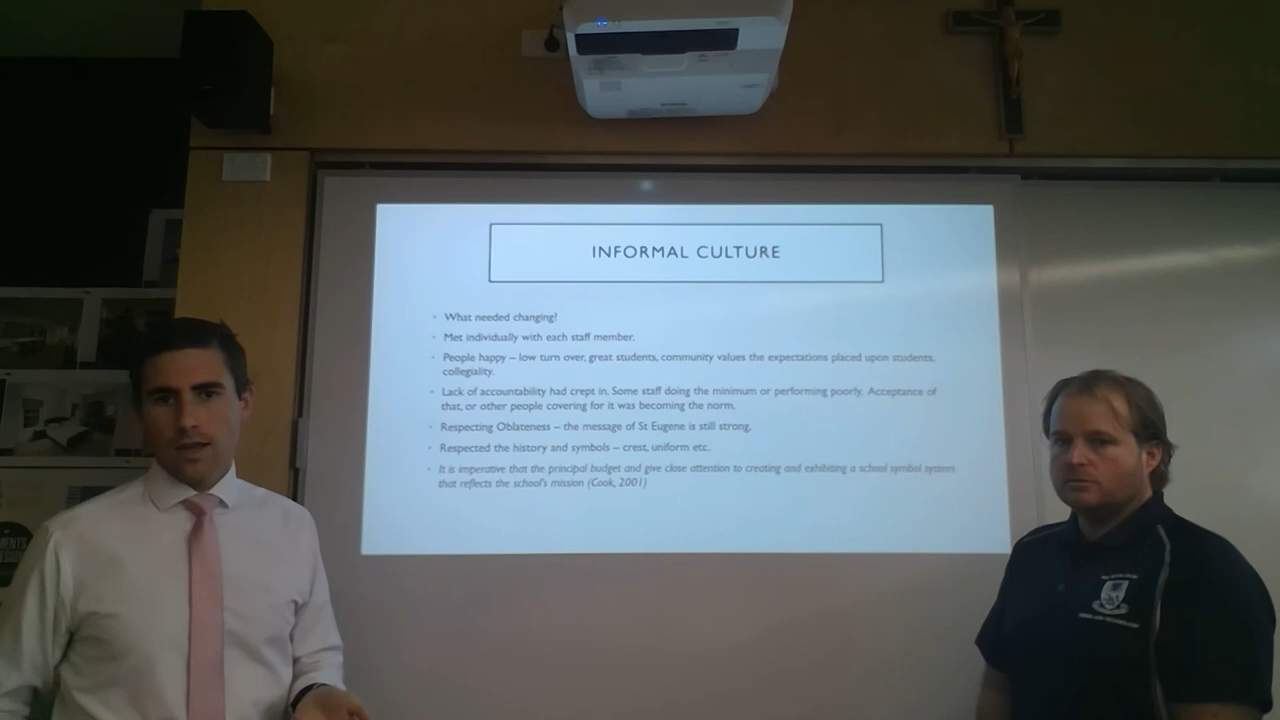 INFORMAL CULTURE
What needed changing?
Met individually with each staff member.
People happy – low turn over, great students, community values the expectations placed upon students,
collegiality.
Lack of accountability had crept in. Some staff doing the minimum or performing poorly. Acceptance of
that, or other people covering for it was becoming the norm.
Respecting Oblateness – the message of St Eugene is still strong.
Respected the history and symbols – crest, uniform etc.
It is imperative that the principal budget and give close attention to creating and exhibiting a school symbol system
that reflects the school's mission (Cook, 2001)